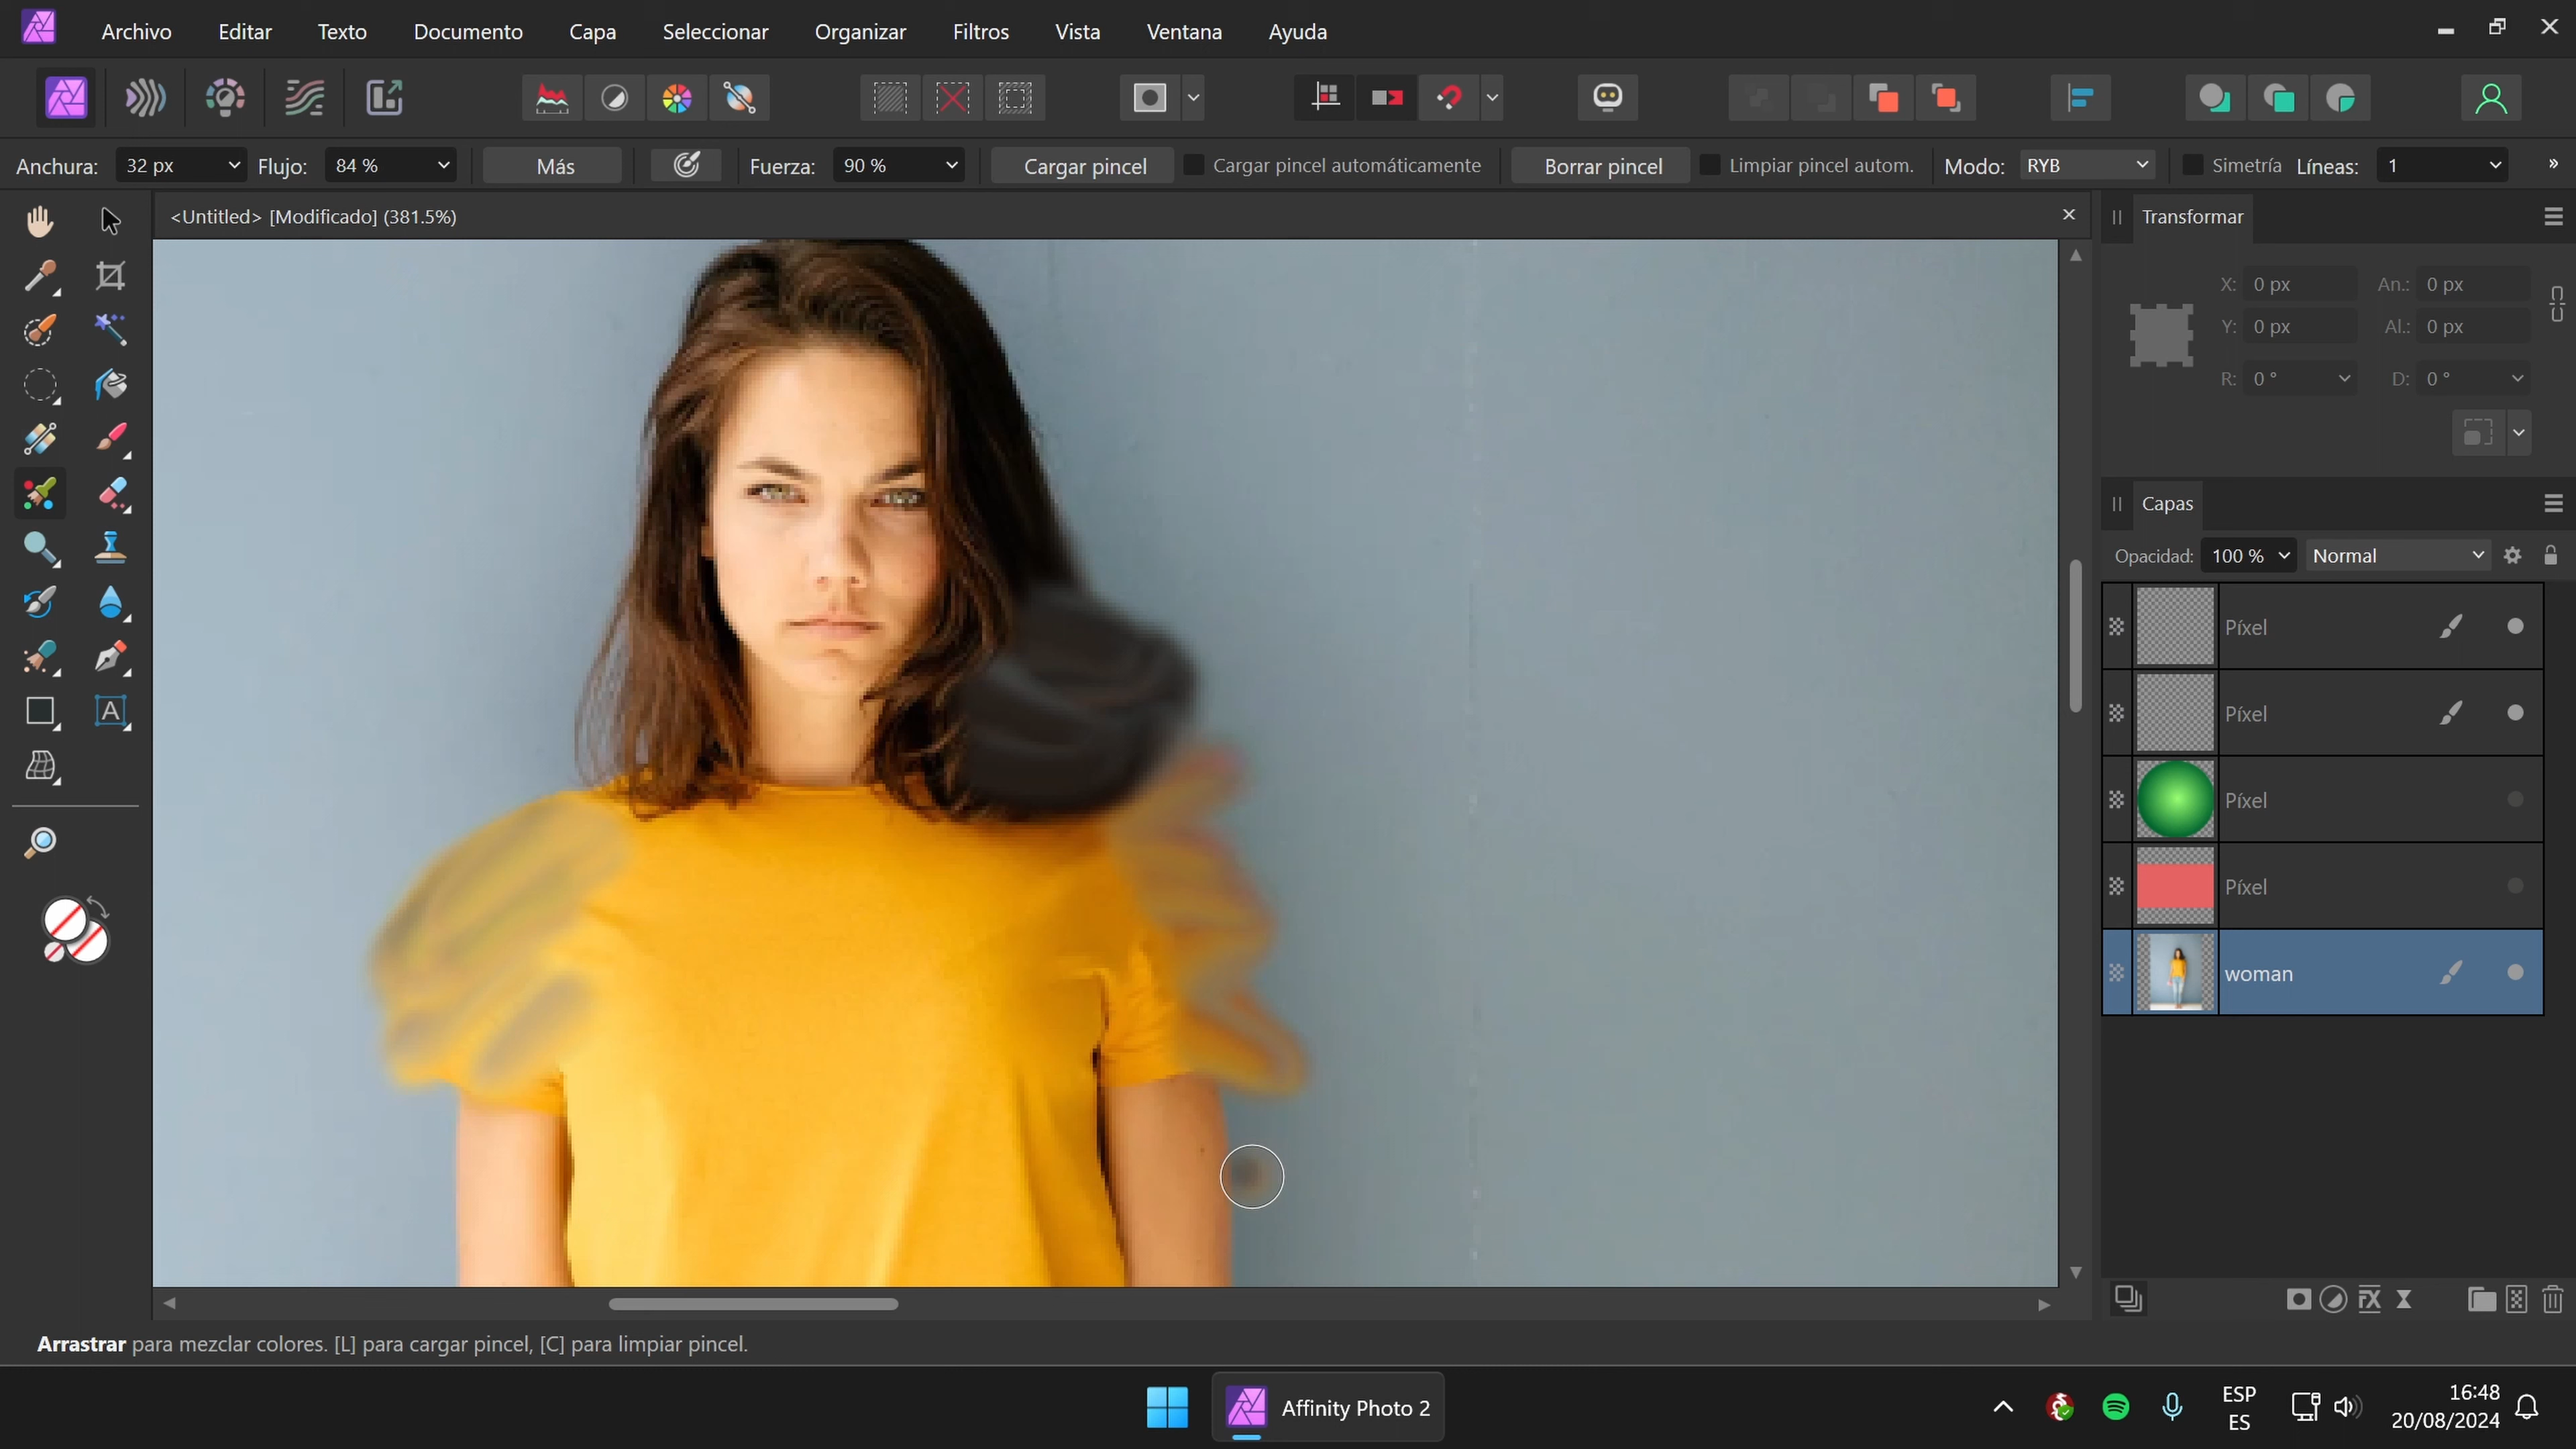 Archivo Editar Texto Documento Capa Seleccionar Organizar Filtros Vista Ventana Ayuda
Anchura: 32 px Flujo: 84 % Más Fuerza: 90 % Cargar pincel Cargar pincel automáticamente Borrar pincel Limpiar pincel autom. Modo: RYB Simetría Líneas: 1 »
<Untitled> [Modificado] (381.5%)
Transformar
X: 0 px An.: 0 px
Y: 0 px Al.: 0 px
R: 0 ° D: 0 °
Capas
Opacidad: 100 % Normal
Píxel
Píxel
Píxel
Píxel
woman
A
FX
Arrastrar para mezclar colores. [L] para cargar pincel, [C] para limpiar pincel.
Affinity Photo 2
ESP
ES
16:48
20/08/2024